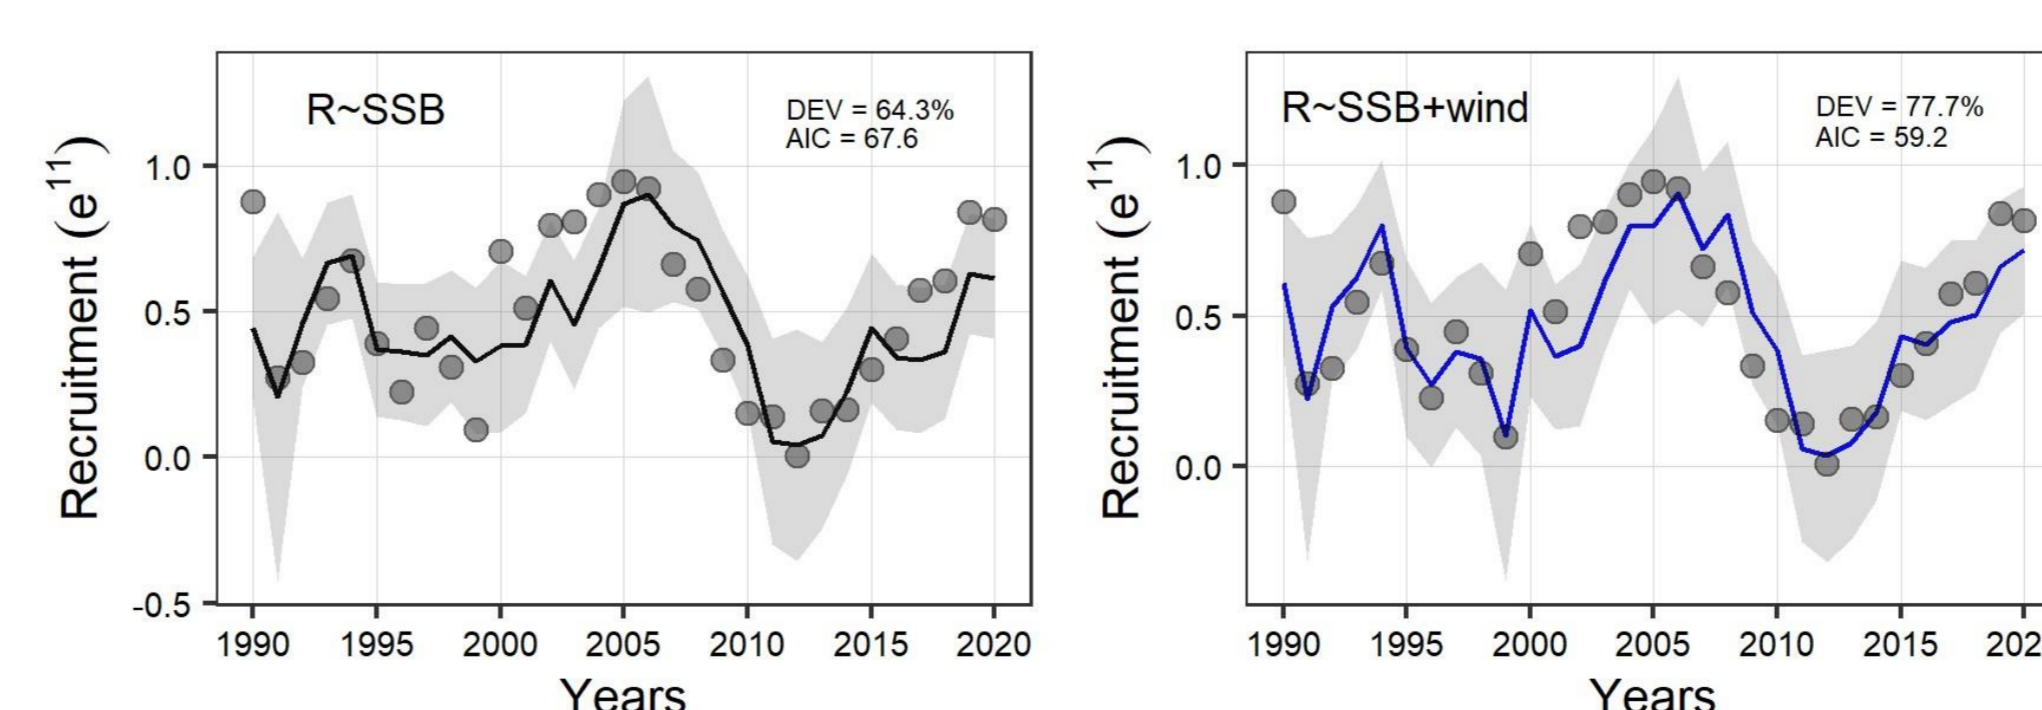 R~SSB
DEV = 64.3%
AIC = 67.6
Recruitment (e¹¹)
1.0
0.5
0.0
-0.5
1990 1995 2000 2005 2010 2015 2020
Years
R~SSB+wind
DEV = 77.7%
AIC = 59.2
Recruitment (e¹¹)
1.0
0.5
0.0
1990 1995 2000 2005 2010 2015 202
Years